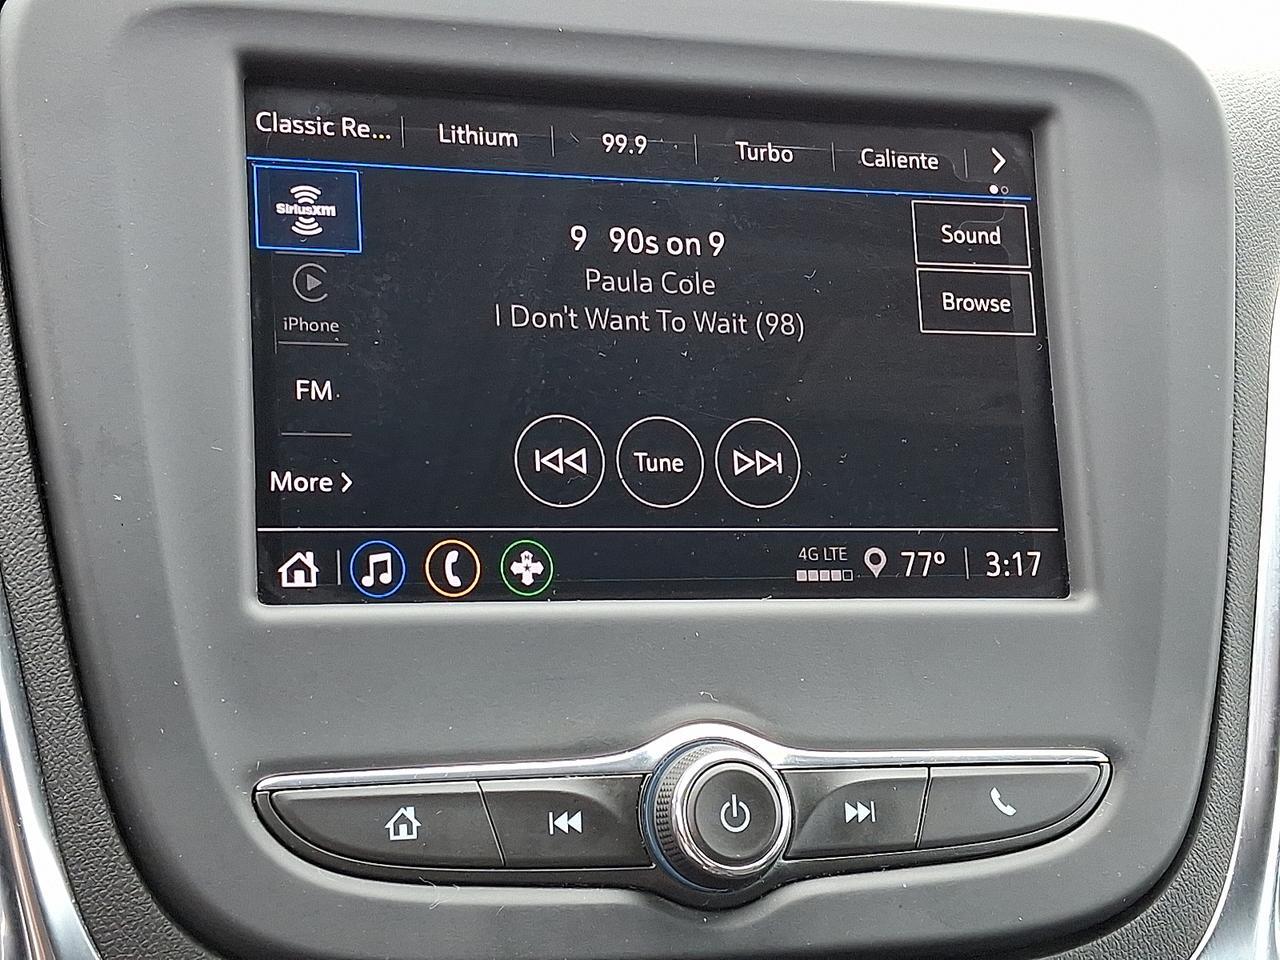 Classic Re...
Lithium
99.9
Turbo
Caliente
SiriusXM
9 90s on 9
Sound
Paula Cole
I Don't Want To Wait (98)
Browse
iPhone
FM
More
Tune
4G LTE
77°
3:17